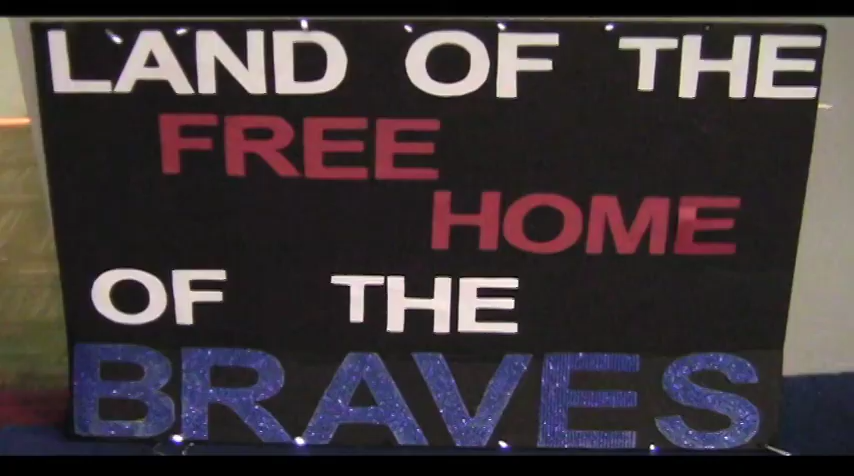 LAND OF THE
FREE
HOME
OF THE
BRAVES